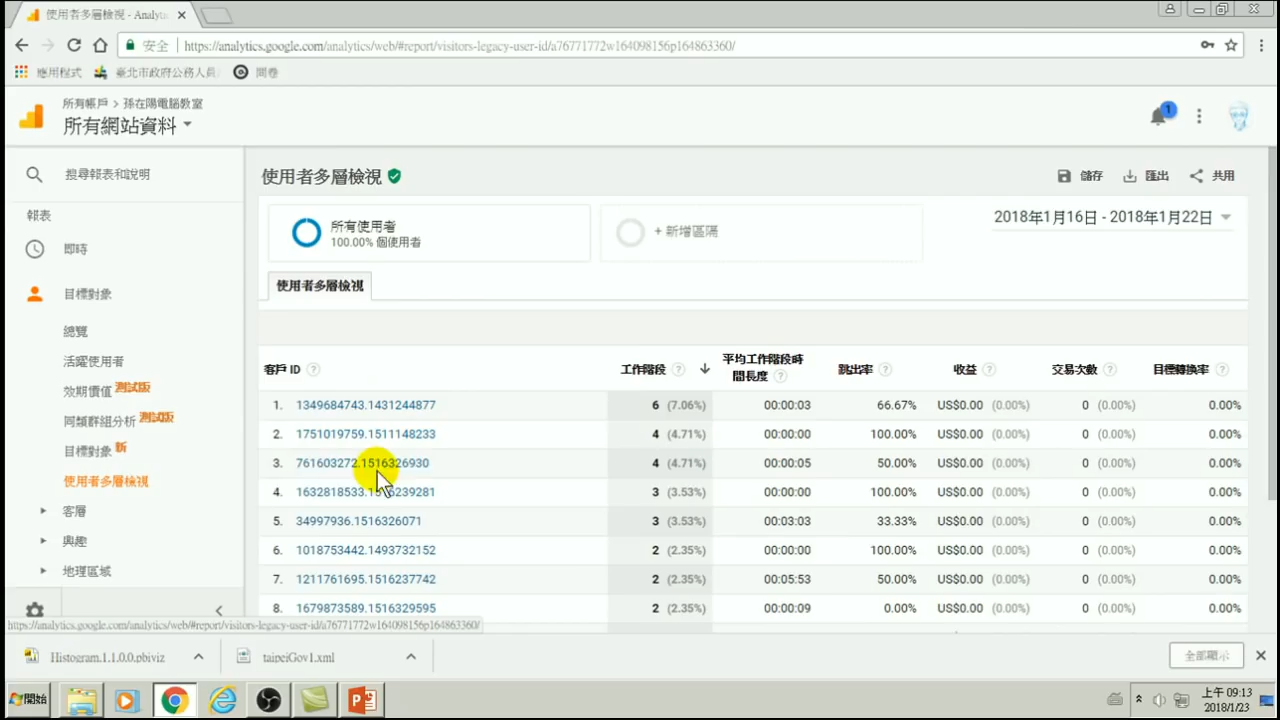 使用者多層檢視 - Analytic
安全 https://analytics.google.com/analytics/web/#report/visitors-legacy-user-id/a76771772w164098156p164863360/
應用程式 臺北市政府公務人員 問卷
所有帳戶 > 孫在陽電腦教室
所有網站資料
1
搜尋報表和說明
報表
即時
目標對象
總覽
活躍使用者
效期價值 測試版
同類群組分析 測試版
目標對象 新
使用者多層檢視
客層
興趣
地理區域
使用者多層檢視
儲存 匯出 共用
所有使用者
100.00% 個使用者
+ 新增區隔
2018年1月16日 - 2018年1月22日
使用者多層檢視
客戶 ID ? 工作階段 ? 平均工作階段時間長度 ? 跳出率 ? 收益 ? 交易次數 ? 目標轉換率 ?
1. 1349684743.1431244877 6 (7.06%) 00:00:03 66.67% US$0.00 (0.00%) 0 (0.00%) 0.00%
2. 1751019759.1511148233 4 (4.71%) 00:00:00 100.00% US$0.00 (0.00%) 0 (0.00%) 0.00%
3. 761603272.1516326930 4 (4.71%) 00:00:05 50.00% US$0.00 (0.00%) 0 (0.00%) 0.00%
4. 1632818533.1516239281 3 (3.53%) 00:00:00 100.00% US$0.00 (0.00%) 0 (0.00%) 0.00%
5. 34997936.1516326071 3 (3.53%) 00:03:03 33.33% US$0.00 (0.00%) 0 (0.00%) 0.00%
6. 1018753442.1493732152 2 (2.35%) 00:00:00 100.00% US$0.00 (0.00%) 0 (0.00%) 0.00%
7. 1211761695.1516237742 2 (2.35%) 00:05:53 50.00% US$0.00 (0.00%) 0 (0.00%) 0.00%
8. 1679873589.1516329595 2 (2.35%) 00:00:09 0.00% US$0.00 (0.00%) 0 (0.00%) 0.00%
https://analytics.google.com/analytics/web/#report/visitors-legacy-user-id/a76771772w164098156p164863360/
Histogram.1.1.0.0.pbiviz taipeiGov1.xml 全部顯示
開始
上午 09:13
2018/1/23